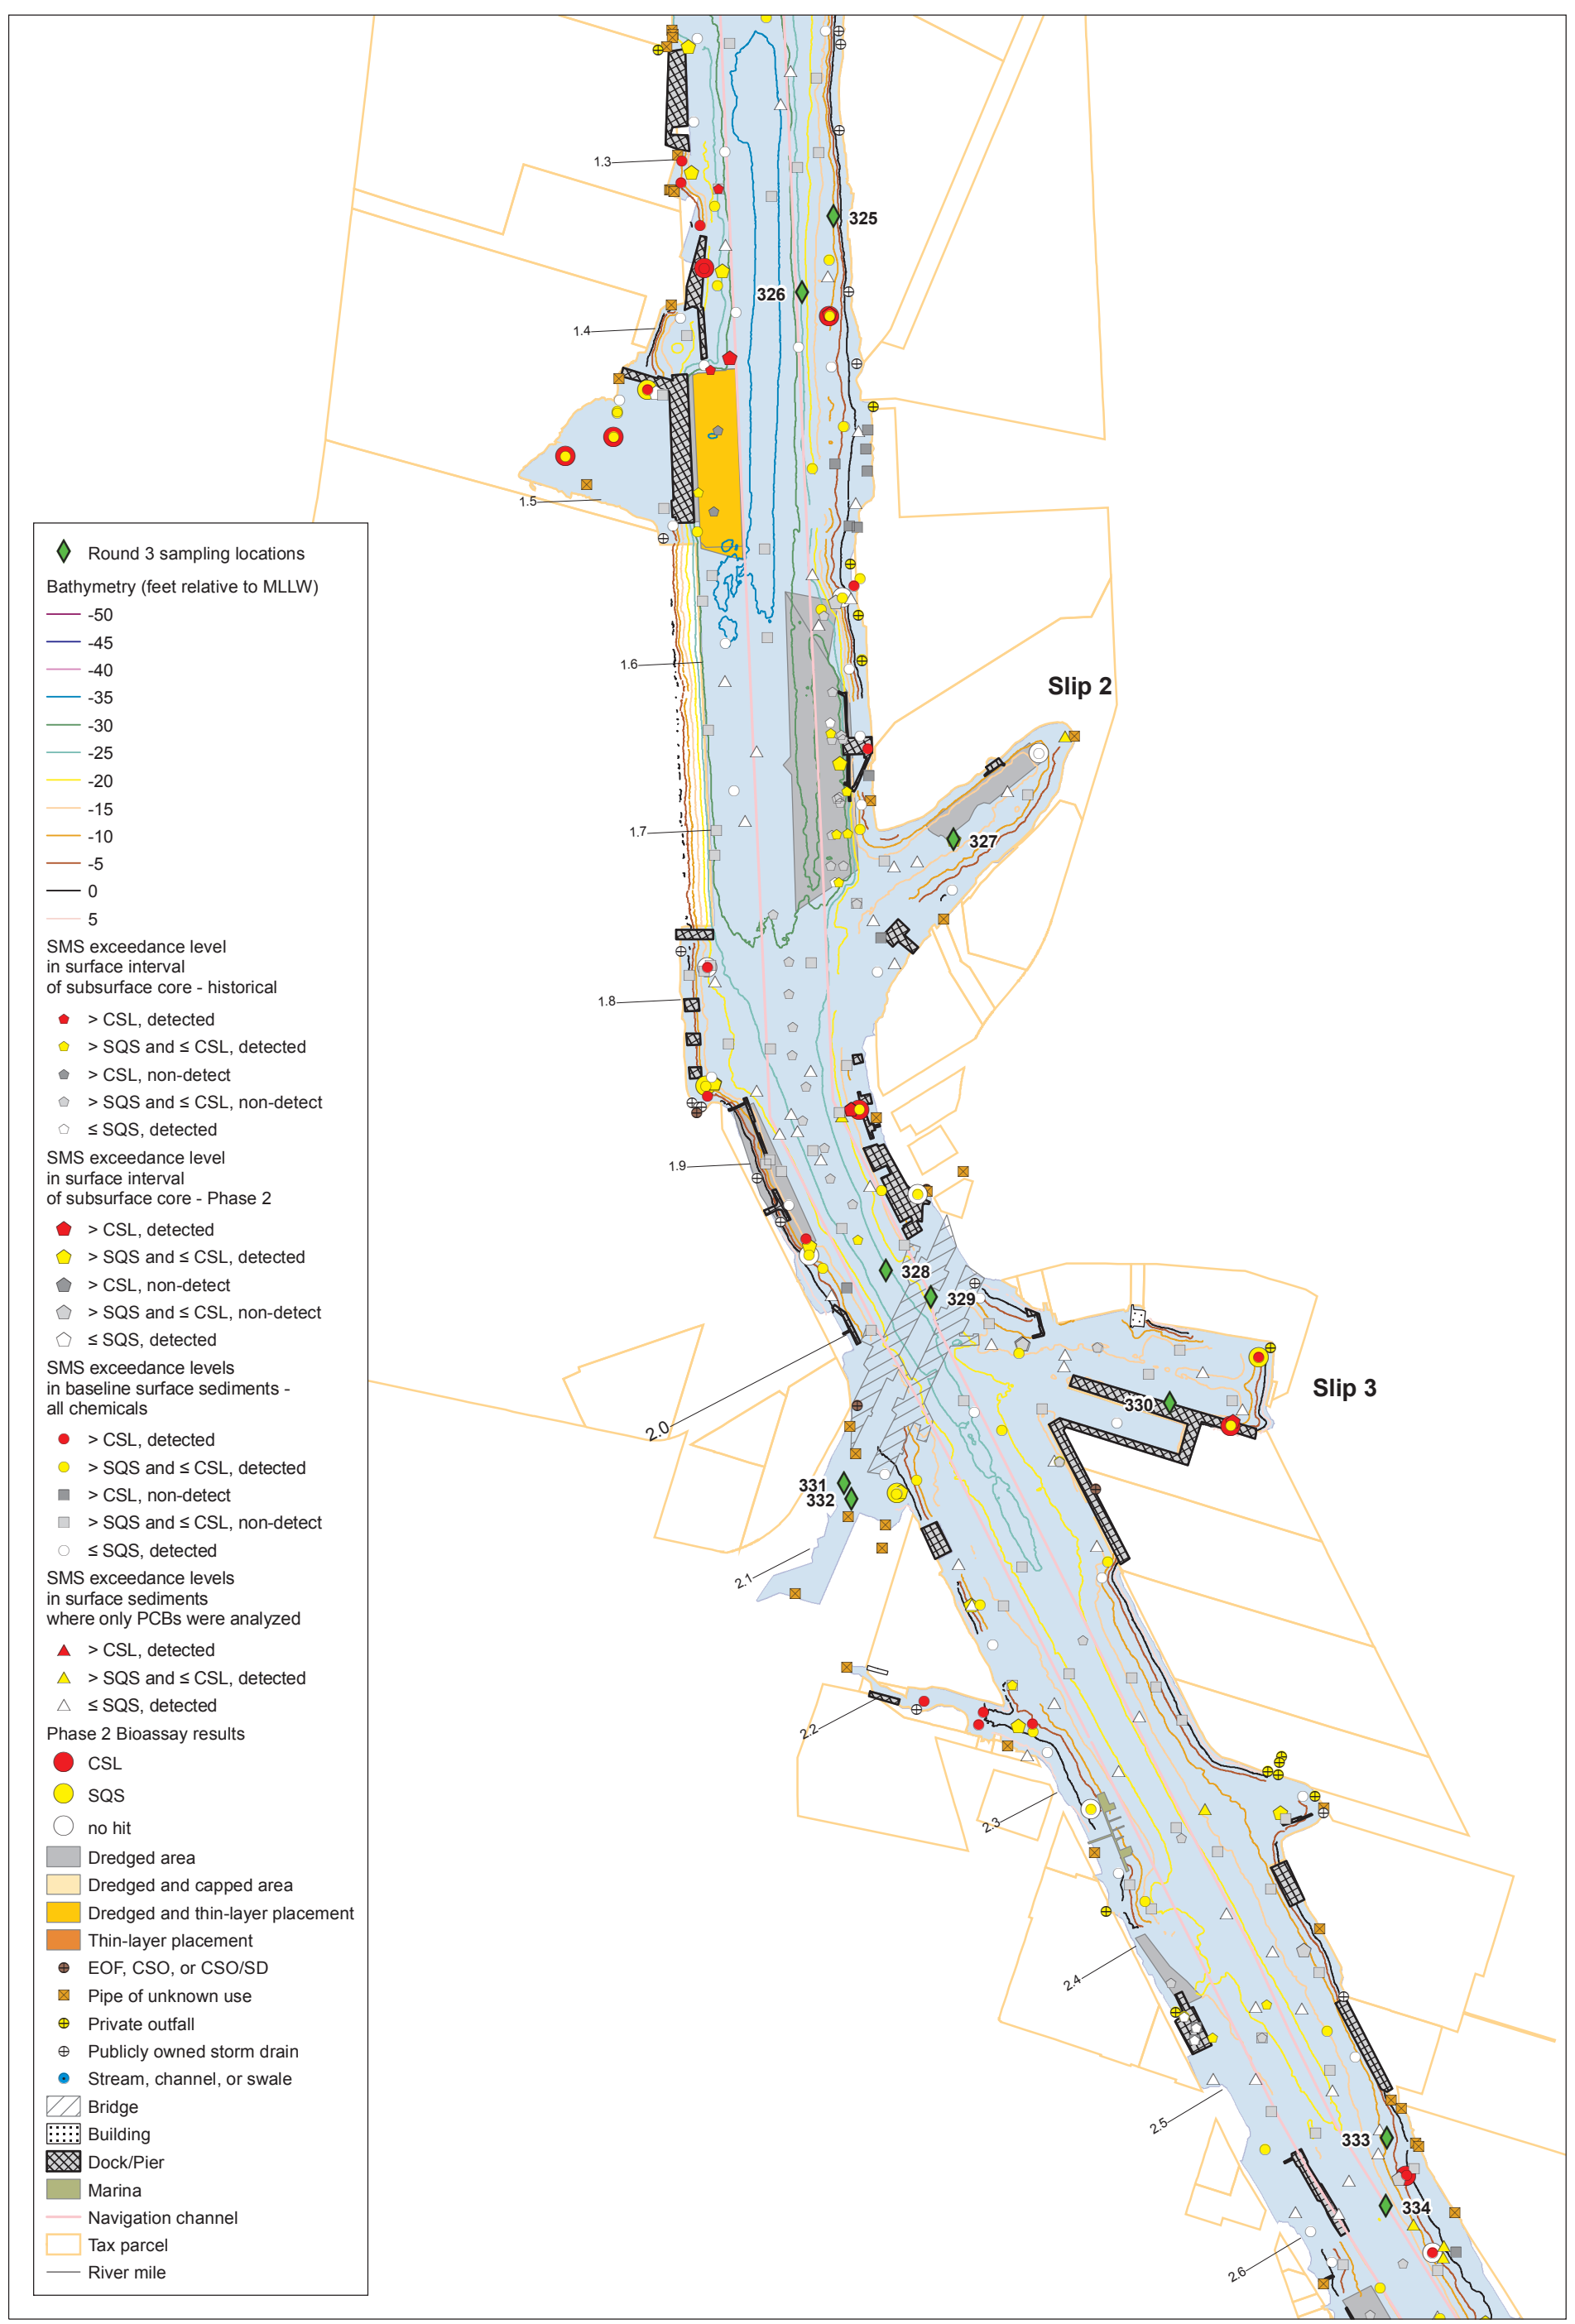 Round 3 sampling locations
Bathymetry (feet relative to MLLW)
-50
-45
-40
-35
-30
-25
-20
-15
-10
-5
0
5
SMS exceedance level
in surface interval
of subsurface core - historical
> CSL, detected
> SQS and ≤ CSL, detected
> CSL, non-detect
> SQS and ≤ CSL, non-detect
≤ SQS, detected
SMS exceedance level
in surface interval
of subsurface core - Phase 2
> CSL, detected
> SQS and ≤ CSL, detected
> CSL, non-detect
> SQS and ≤ CSL, non-detect
≤ SQS, detected
SMS exceedance levels
in baseline surface sediments -
all chemicals
> CSL, detected
> SQS and ≤ CSL, detected
> CSL, non-detect
> SQS and ≤ CSL, non-detect
≤ SQS, detected
SMS exceedance levels
in surface sediments
where only PCBs were analyzed
> CSL, detected
> SQS and ≤ CSL, detected
≤ SQS, detected
Phase 2 Bioassay results
CSL
SQS
no hit
Dredged area
Dredged and capped area
Dredged and thin-layer placement
Thin-layer placement
EOF, CSO, or CSO/SD
Pipe of unknown use
Private outfall
Publicly owned storm drain
Stream, channel, or swale
Bridge
Building
Dock/Pier
Marina
Navigation channel
Tax parcel
River mile
1.3
325
326
1.4
1.5
1.6
Slip 2
1.7
327
1.8
1.9
328
329
Slip 3
330
2.0
331
332
2.1
2.2
2.3
2.4
2.5
333
334
2.6